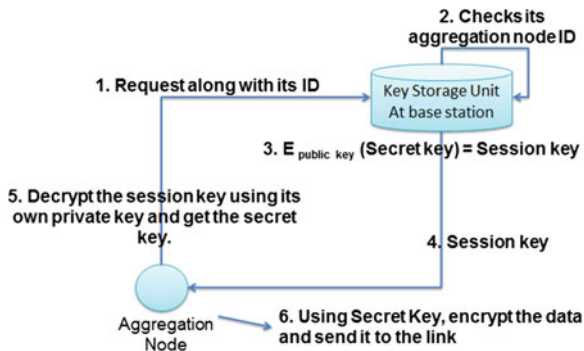 2. Checks its
aggregation node ID
1. Request along with its ID
Key Storage Unit
At base station
3. E public key (Secret key) = Session key
5. Decrypt the session key using its
own private key and get the secret
key.
4. Session key
Aggregation
Node
6. Using Secret Key, encrypt the data
and send it to the link